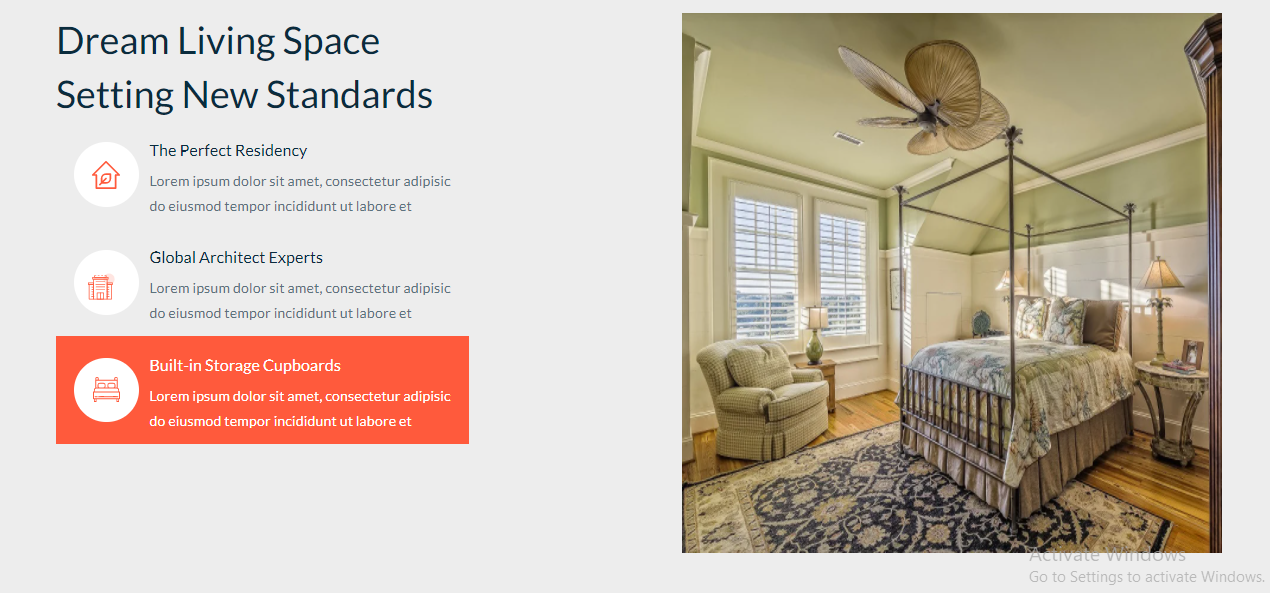 Dream Living Space
Setting New Standards
The Perfect Residency
Lorem ipsum dolor sit amet, consectetur adipisic
do eiusmod tempor incididunt ut labore et
Global Architect Experts
Lorem ipsum dolor sit amet, consectetur adipisic
do eiusmod tempor incididunt ut labore et
Built-in Storage Cupboards
Lorem ipsum dolor sit amet, consectetur adipisic
do eiusmod tempor incididunt ut labore et
Activate Windows
Go to Settings to activate Windows.